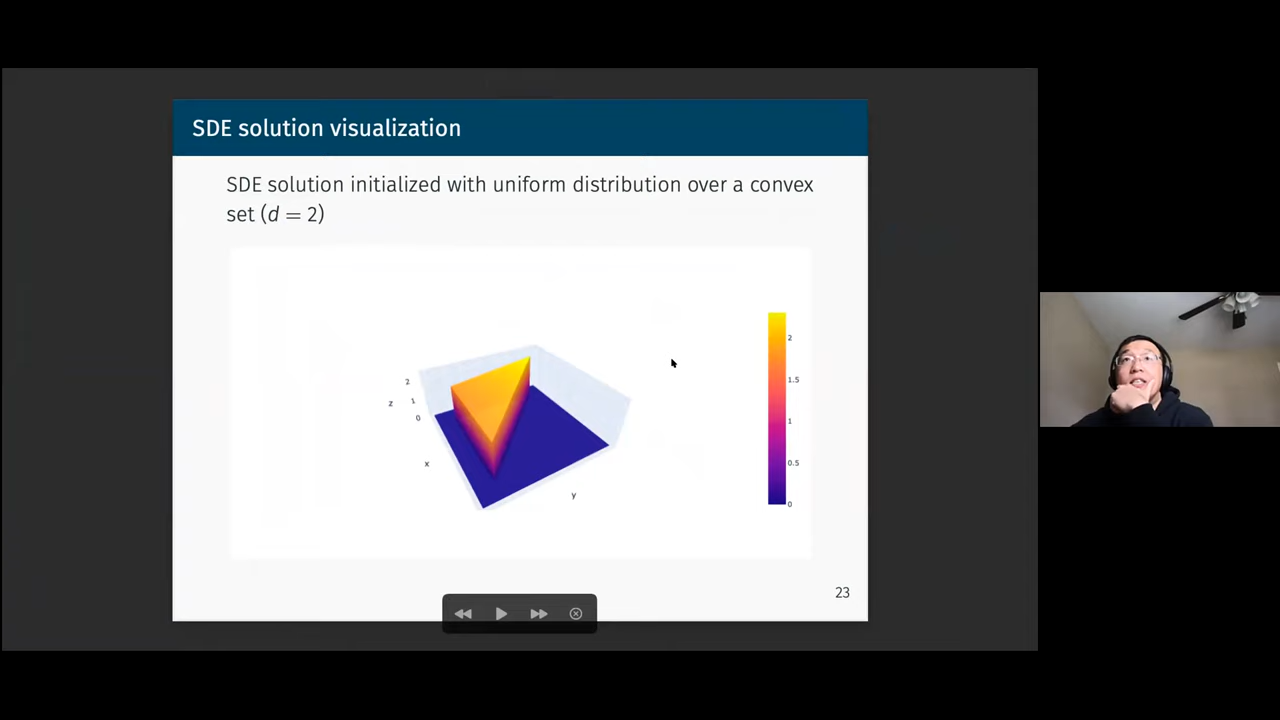 SDE solution visualization
SDE solution initialized with uniform distribution over a convex
set (d = 2)
2
1
0
z
x
y
2
1.5
1
0.5
0
23